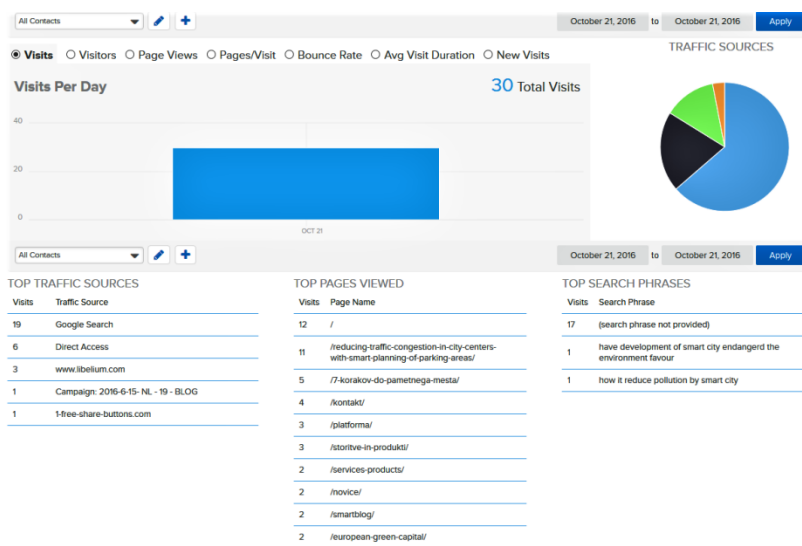 All Contacts
October 21, 2016 to October 21, 2016 Apply
Visits Visitors Page Views Pages/Visit Bounce Rate Avg Visit Duration New Visits
TRAFFIC SOURCES
Visits Per Day
30 Total Visits
40
20
0
OCT 21
All Contacts
October 21, 2016 to October 21, 2016 Apply
TOP TRAFFIC SOURCES
Visits Traffic Source
19 Google Search
6 Direct Access
3 www.libelium.com
1 Campaign: 2016-6-15- NL - 19 - BLOG
1 1-free-share-buttons.com
TOP PAGES VIEWED
Visits Page Name
12 /
11 /reducing-traffic-congestion-in-city-centers-
with-smart-planning-of-parking-areas/
5 /7-korakov-do-pametnega-mesta/
4 /kontakt/
3 /platforma/
3 /storitve-in-produkti/
2 /services-products/
2 /novice/
2 /smartblog/
2 /european-green-capital/
TOP SEARCH PHRASES
Visits Search Phrase
17 (search phrase not provided)
1 have development of smart city endangerd the
environment favour
1 how it reduce pollution by smart city